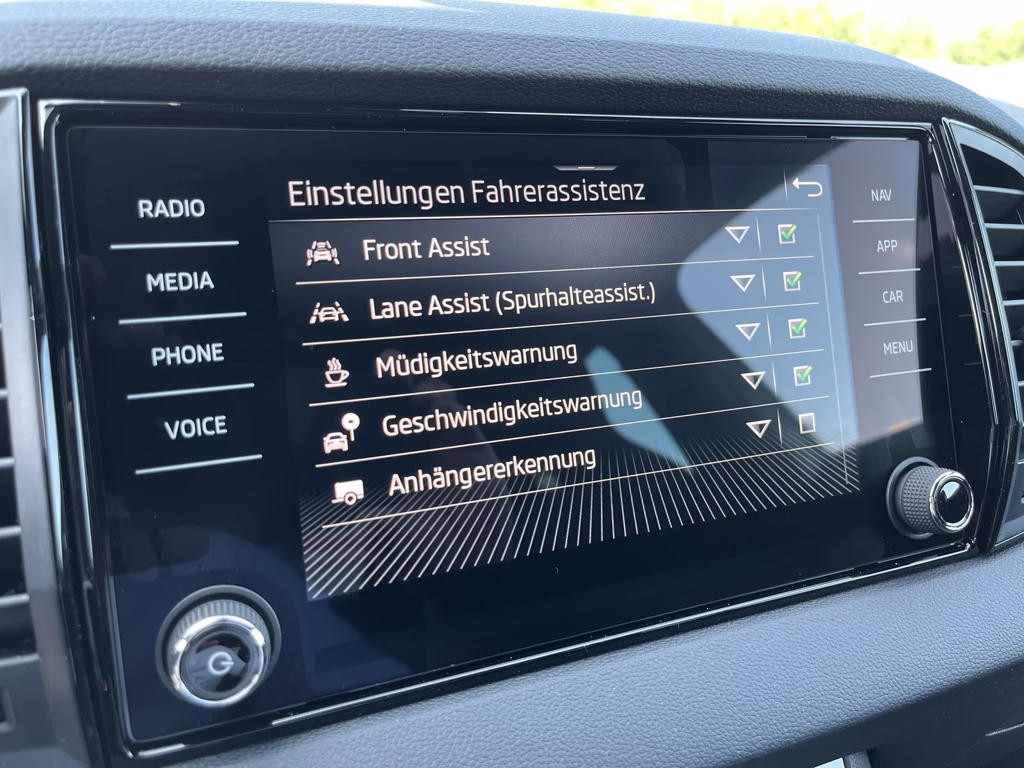 Einstellungen Fahrerassistenz
RADIO
MEDIA
PHONE
VOICE
Front Assist
Lane Assist (Spurhalteassist.)
Müdigkeitswarnung
Geschwindigkeitswarnung
Anhängererkennung
NAV
APP
CAR
MENU